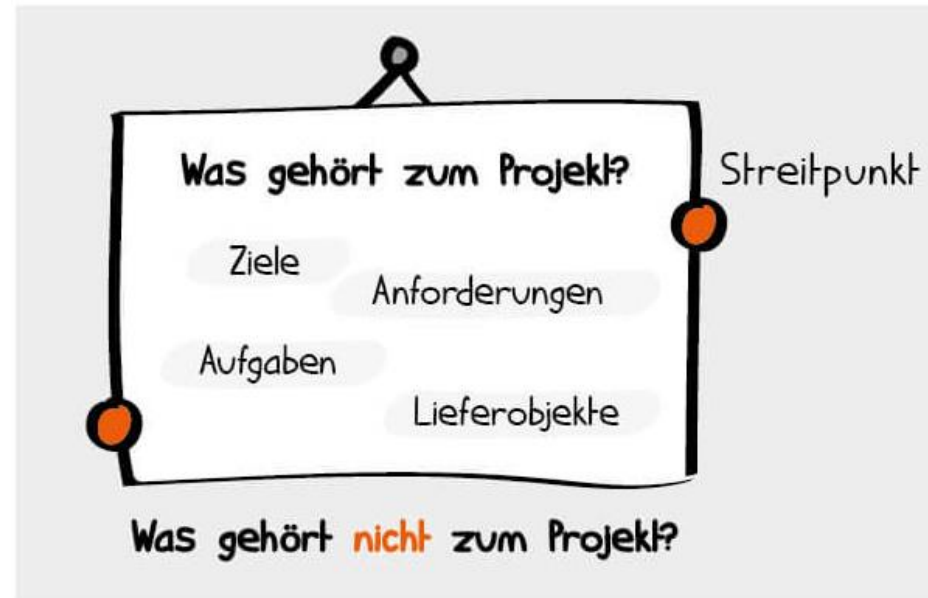 Was gehört zum Projekt?
Streitpunkt
Ziele
Anforderungen
Aufgaben
Lieferobjekte
Was gehört nicht zum Projekt?